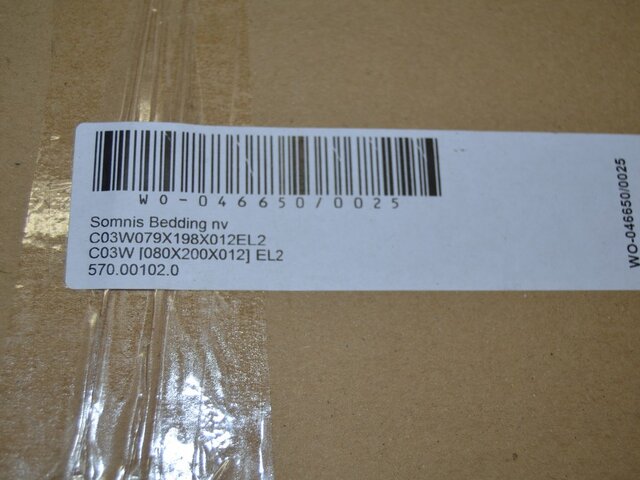 WO-046650/0025
Somnis Bedding nv
C03W079X198X012EL2
C03W [080X200X012] EL2
570.00102.0
WO-046650/0025